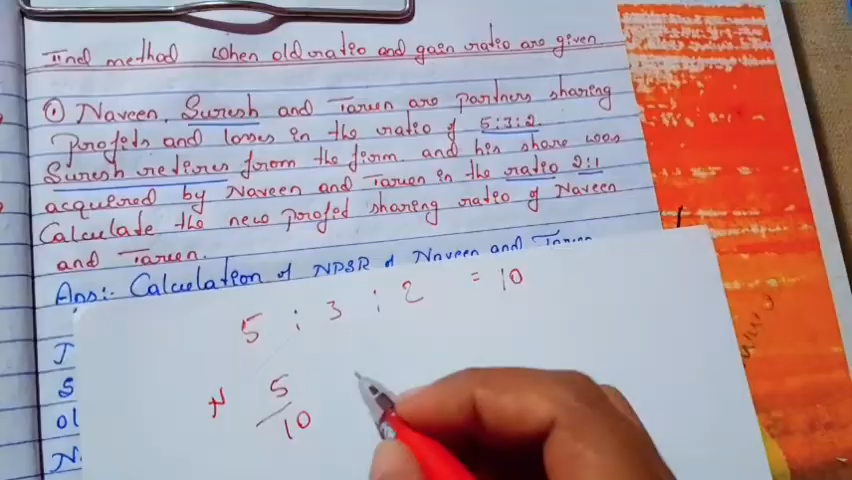 IInd method when old ratio and gain ratio are given
① Naveen, Suresh and Tarun are partners sharing
Profits and losses in the ratio of 5:3:2.
Suresh retires from the firm and his share was
acquired by Naveen and Tarun in the ratio 2:1
Calculate the new profit sharing ratio of Naveen
and Tarun.
Ans:- Calculation of NPSR of Naveen and Tarun
5 : 3 : 2 = 10
N 5/10
S
ol
N